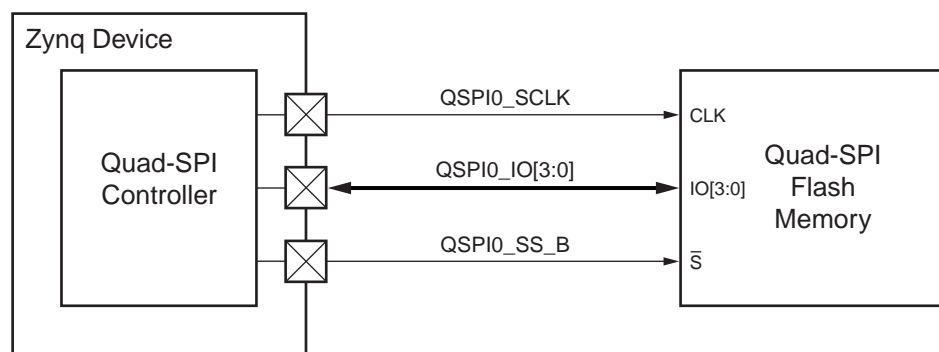 Zynq Device
QSPI0_SCLK
CLK
Quad-SPI
Controller
QSPI0_IO[3:0]
IO[3:0]
Quad-SPI
Flash
Memory
QSPI0_SS_B
S̅